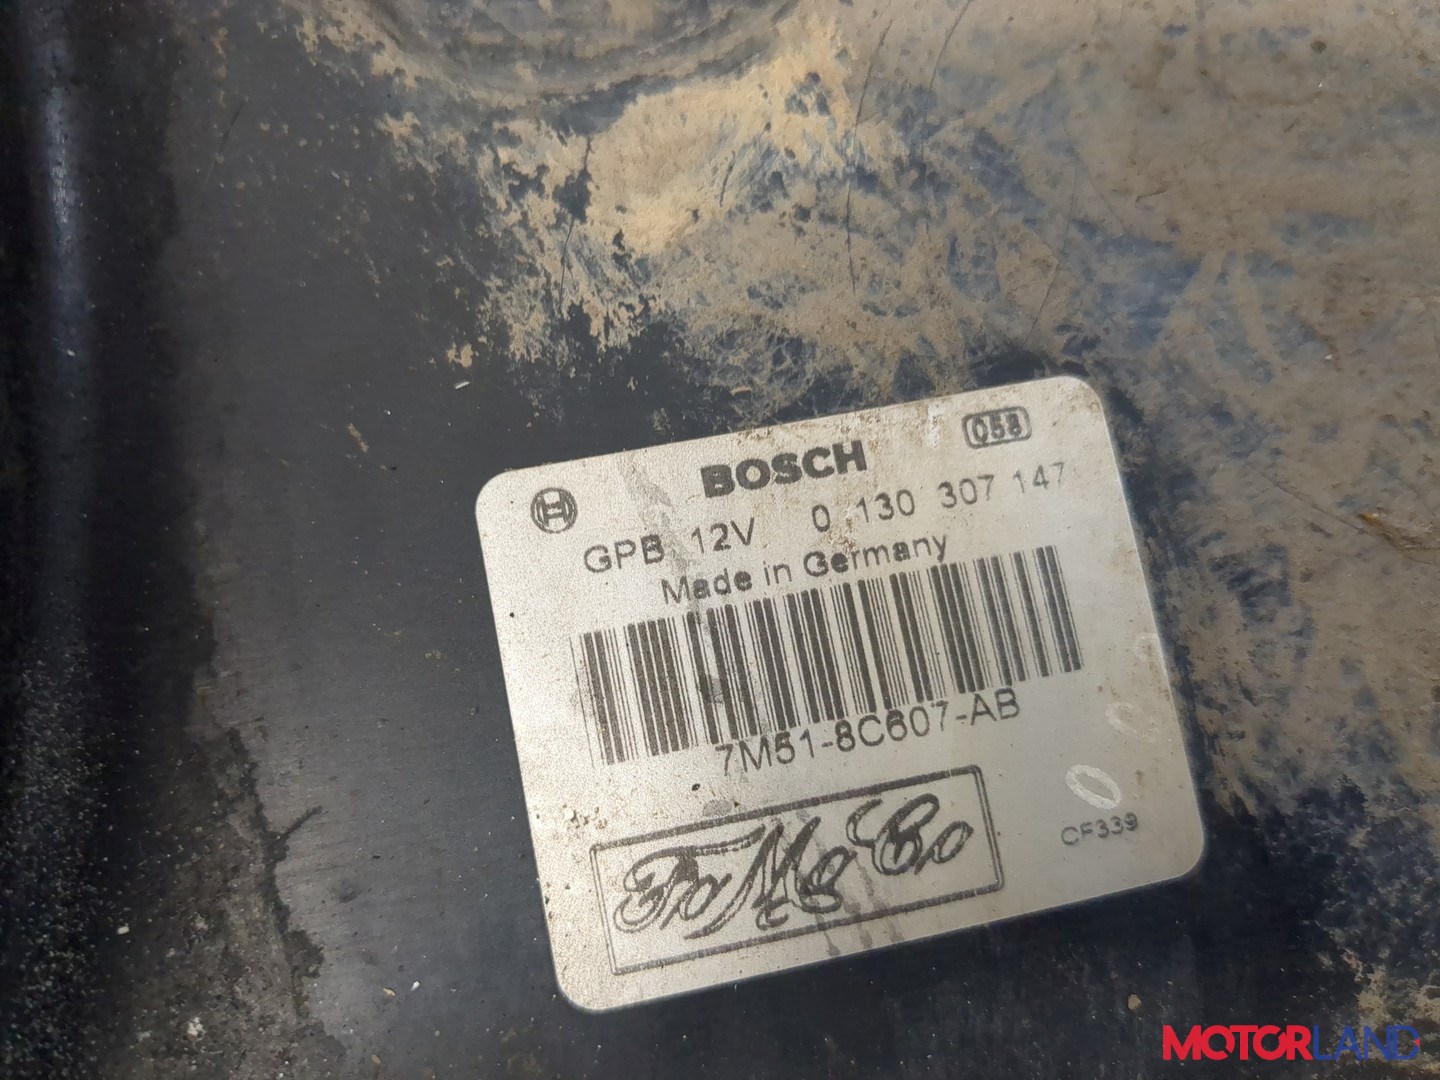 BOSCH 058
GPB 12V 0 130 307 147
Made in Germany
7M51-8C607-AB
FoMoCo
CF339
MOTORLAND